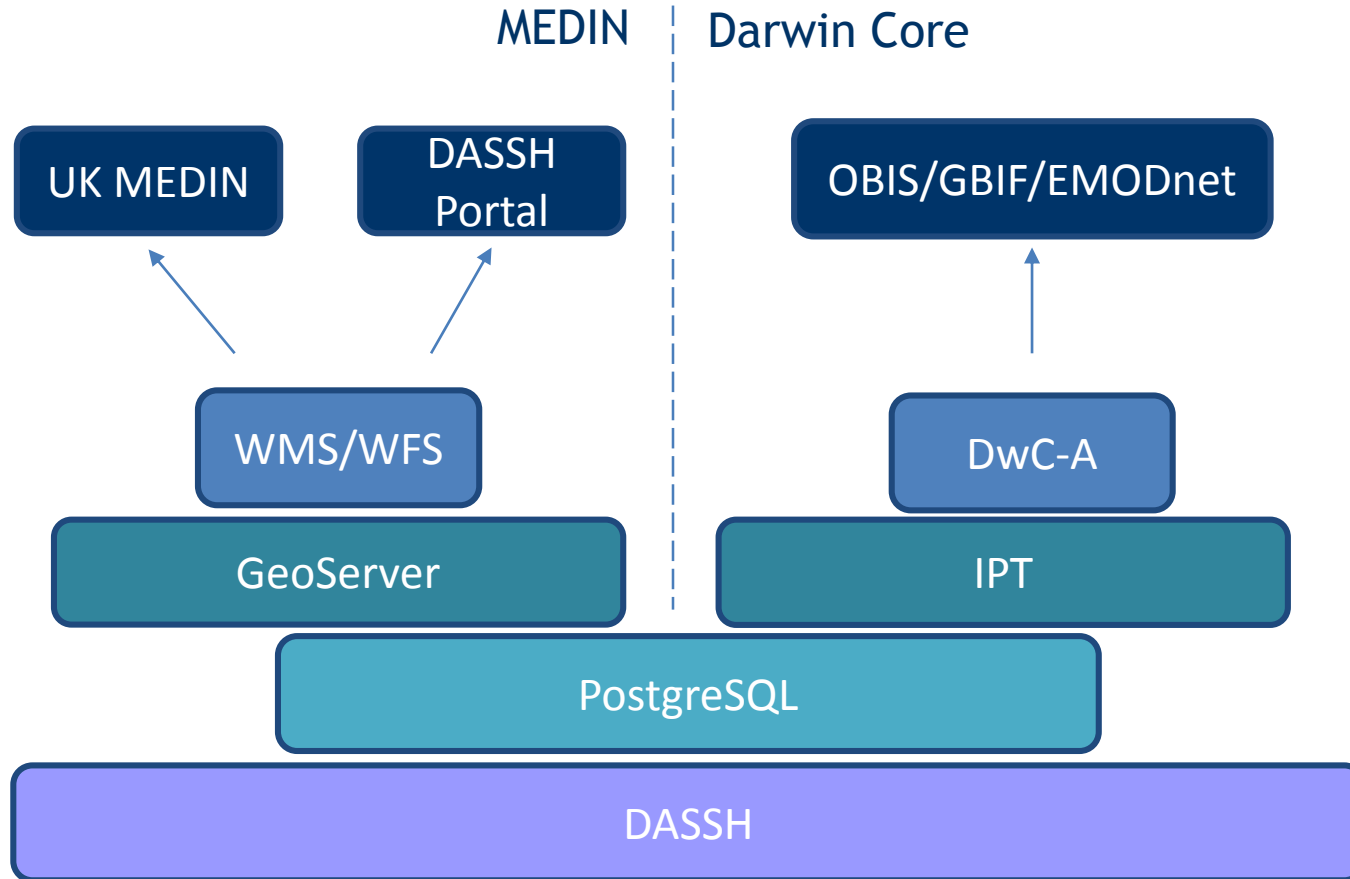 MEDIN
Darwin Core
UK MEDIN
DASSH
Portal
OBIS/GBIF/EMODnet
WMS/WFS
DwC-A
GeoServer
IPT
PostgreSQL
DASSH